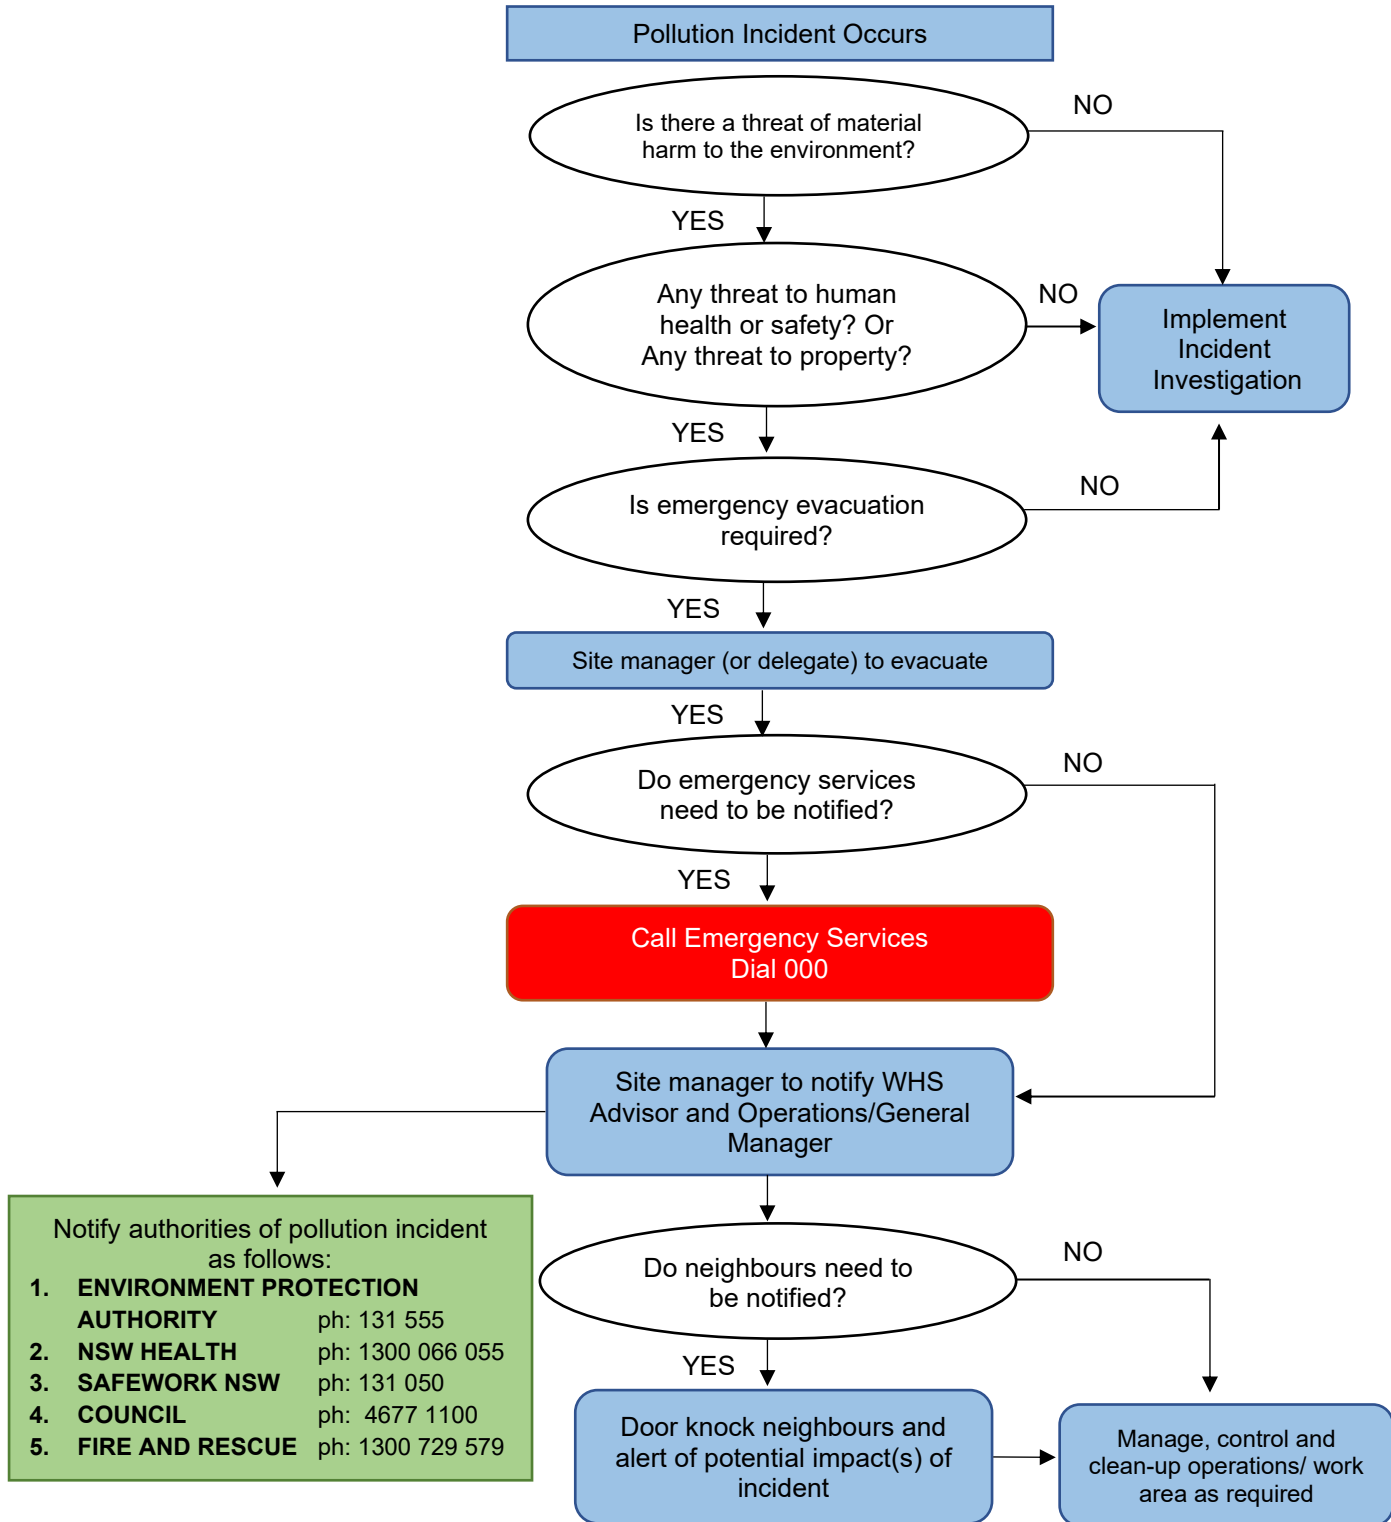 Pollution Incident Occurs
Is there a threat of material
harm to the environment?
NO
YES
Any threat to human
health or safety? Or
Any threat to property?
NO
Implement
Incident
Investigation
YES
Is emergency evacuation
required?
NO
YES
Site manager (or delegate) to evacuate
YES
Do emergency services
need to be notified?
NO
YES
Call Emergency Services
Dial 000
Site manager to notify WHS
Advisor and Operations/General
Manager
Notify authorities of pollution incident
as follows:
1. ENVIRONMENT PROTECTION
AUTHORITY ph: 131 555
2. NSW HEALTH ph: 1300 066 055
3. SAFEWORK NSW ph: 131 050
4. COUNCIL ph: 4677 1100
5. FIRE AND RESCUE ph: 1300 729 579
Do neighbours need to
be notified?
NO
YES
Door knock neighbours and
alert of potential impact(s) of
incident
Manage, control and
clean-up operations/ work
area as required